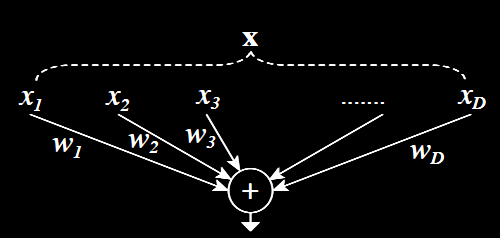 x
x1 x2 x3 ....... xD
w1 w2 w3 wD
+